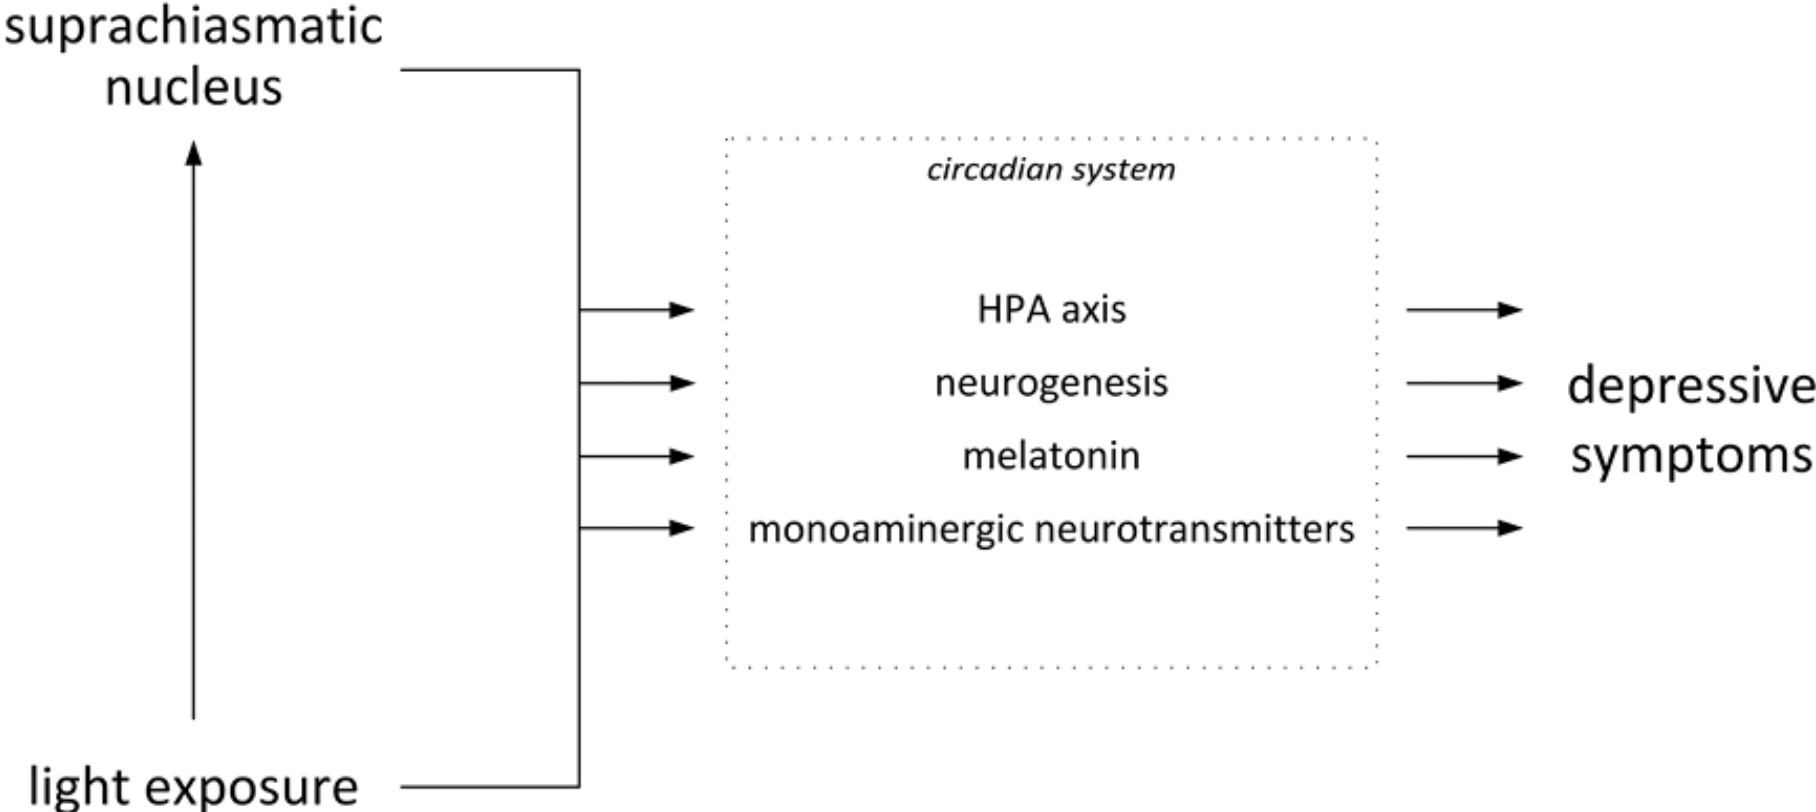 suprachiasmatic
nucleus
circadian system
HPA axis
neurogenesis
melatonin
monoaminergic neurotransmitters
depressive
symptoms
light exposure